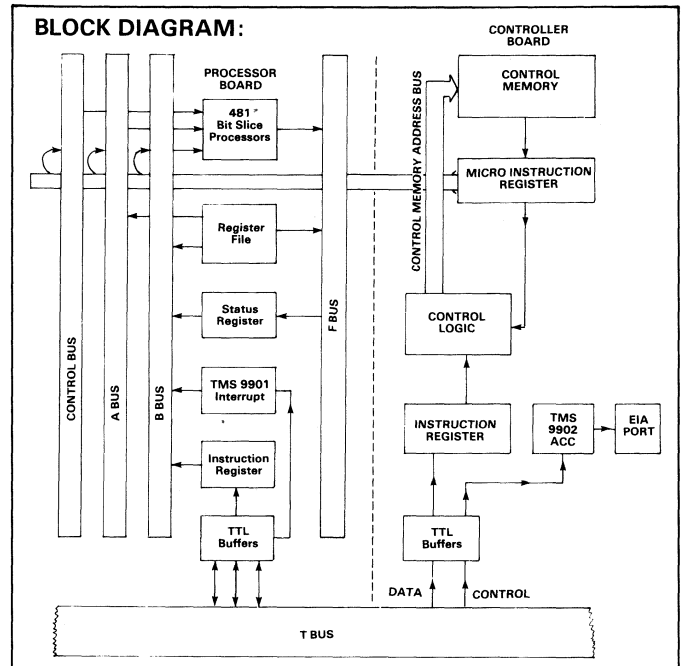 BLOCK DIAGRAM:
PROCESSOR
BOARD
CONTROLLER
BOARD
481
Bit Slice
Processors
CONTROL
MEMORY
CONTROL MEMORY ADDRESS BUS
MICRO INSTRUCTION
REGISTER
Register
File
Status
Register
CONTROL
LOGIC
CONTROL BUS
A BUS
B BUS
F BUS
TMS 9901
Interrupt
INSTRUCTION
REGISTER
TMS
9902
ACC
EIA
PORT
Instruction
Register
TTL
Buffers
TTL
Buffers
DATA
CONTROL
T BUS